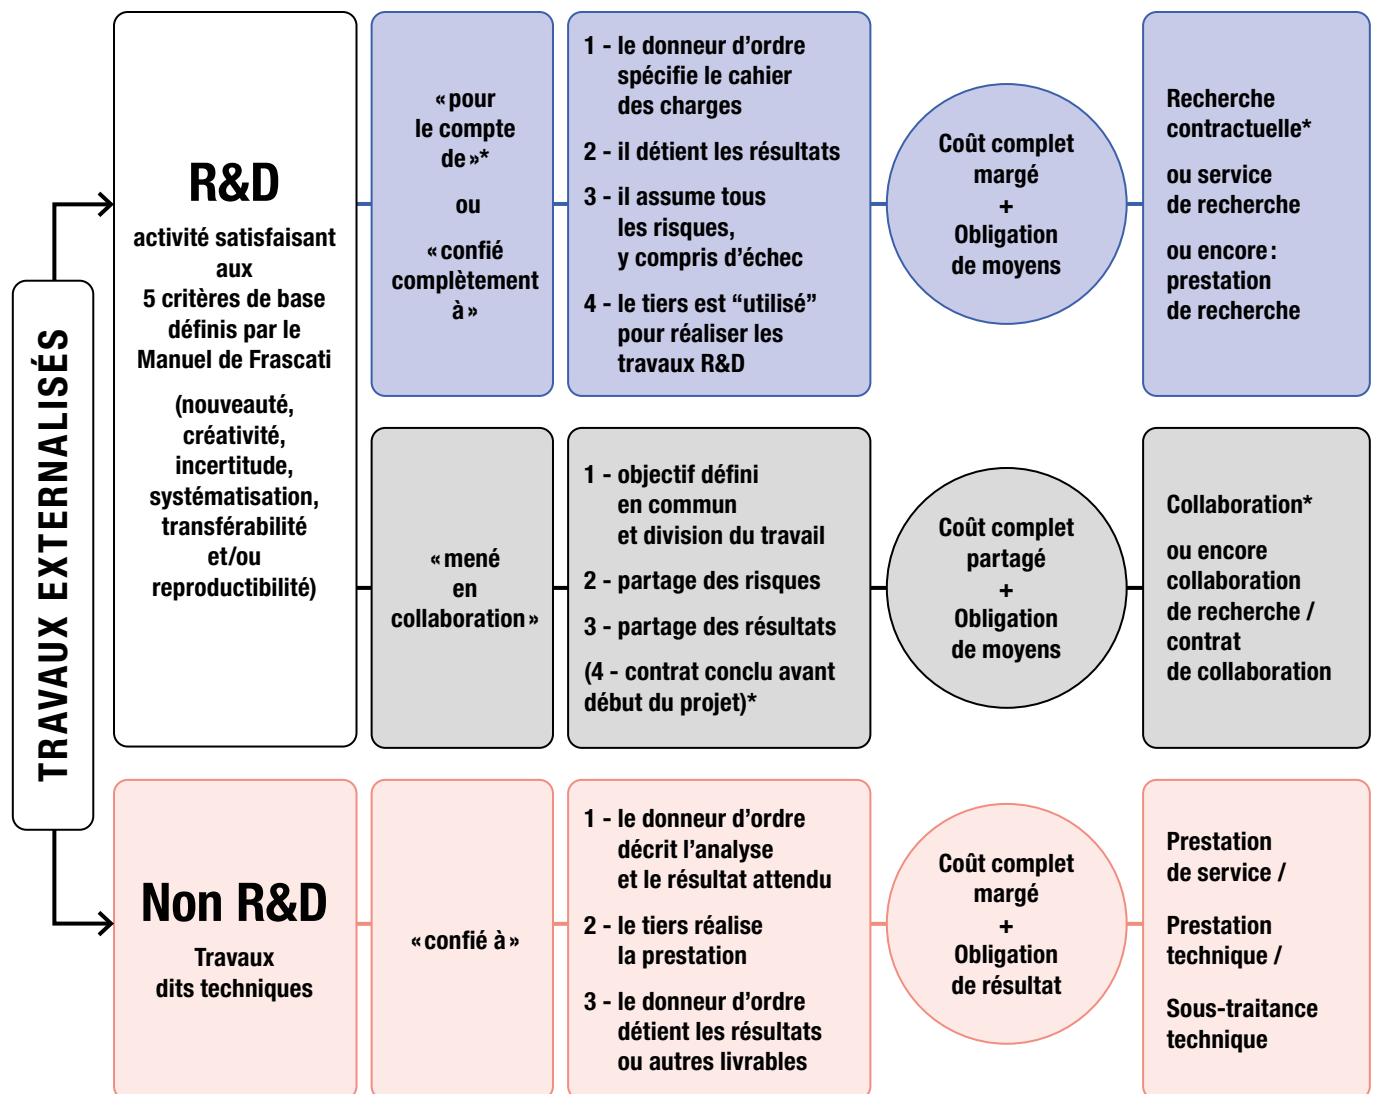 TRAVAUX EXTERNALISÉS
R&D
activité satisfaisant
aux
5 critères de base
définis par le
Manuel de Frascati
(nouveauté,
créativité,
incertitude,
systématisation,
transférabilité
et/ou
reproductibilité)
«pour
le compte
de»*
ou
«confié
complètement
à»
1 - le donneur d’ordre
spécifie le cahier
des charges
2 - il détient les résultats
3 - il assume tous
les risques,
y compris d’échec
4 - le tiers est “utilisé”
pour réaliser les
travaux R&D
Coût complet
margé
+
Obligation
de moyens
Recherche
contractuelle*
ou service
de recherche
ou encore :
prestation
de recherche
«mené
en
collaboration»
1 - objectif défini
en commun
et division du travail
2 - partage des risques
3 - partage des résultats
(4 - contrat conclu avant
début du projet)*
Coût complet
partagé
+
Obligation
de moyens
Collaboration*
ou encore
collaboration
de recherche /
contrat
de collaboration
Non R&D
Travaux
dits techniques
«confié à»
1 - le donneur d’ordre
décrit l’analyse
et le résultat attendu
2 - le tiers réalise
la prestation
3 - le donneur d’ordre
détient les résultats
ou autres livrables
Coût complet
margé
+
Obligation
de résultat
Prestation
de service /
Prestation
technique /
Sous-traitance
technique